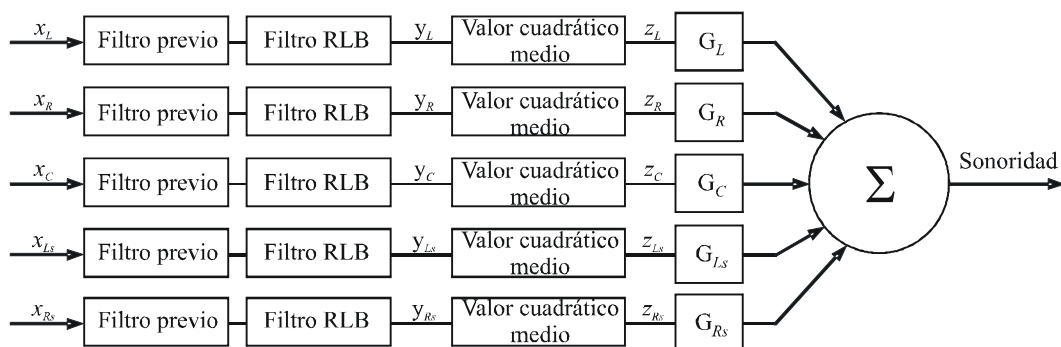 x_L Filtro previo Filtro RLB y_L Valor cuadrático medio z_L G_L
x_R Filtro previo Filtro RLB y_R Valor cuadrático medio z_R G_R
x_C Filtro previo Filtro RLB y_C Valor cuadrático medio z_C G_C
Σ
Sonoridad
x_Ls Filtro previo Filtro RLB y_Ls Valor cuadrático medio z_Ls G_Ls
x_Rs Filtro previo Filtro RLB y_Rs Valor cuadrático medio z_Rs G_Rs